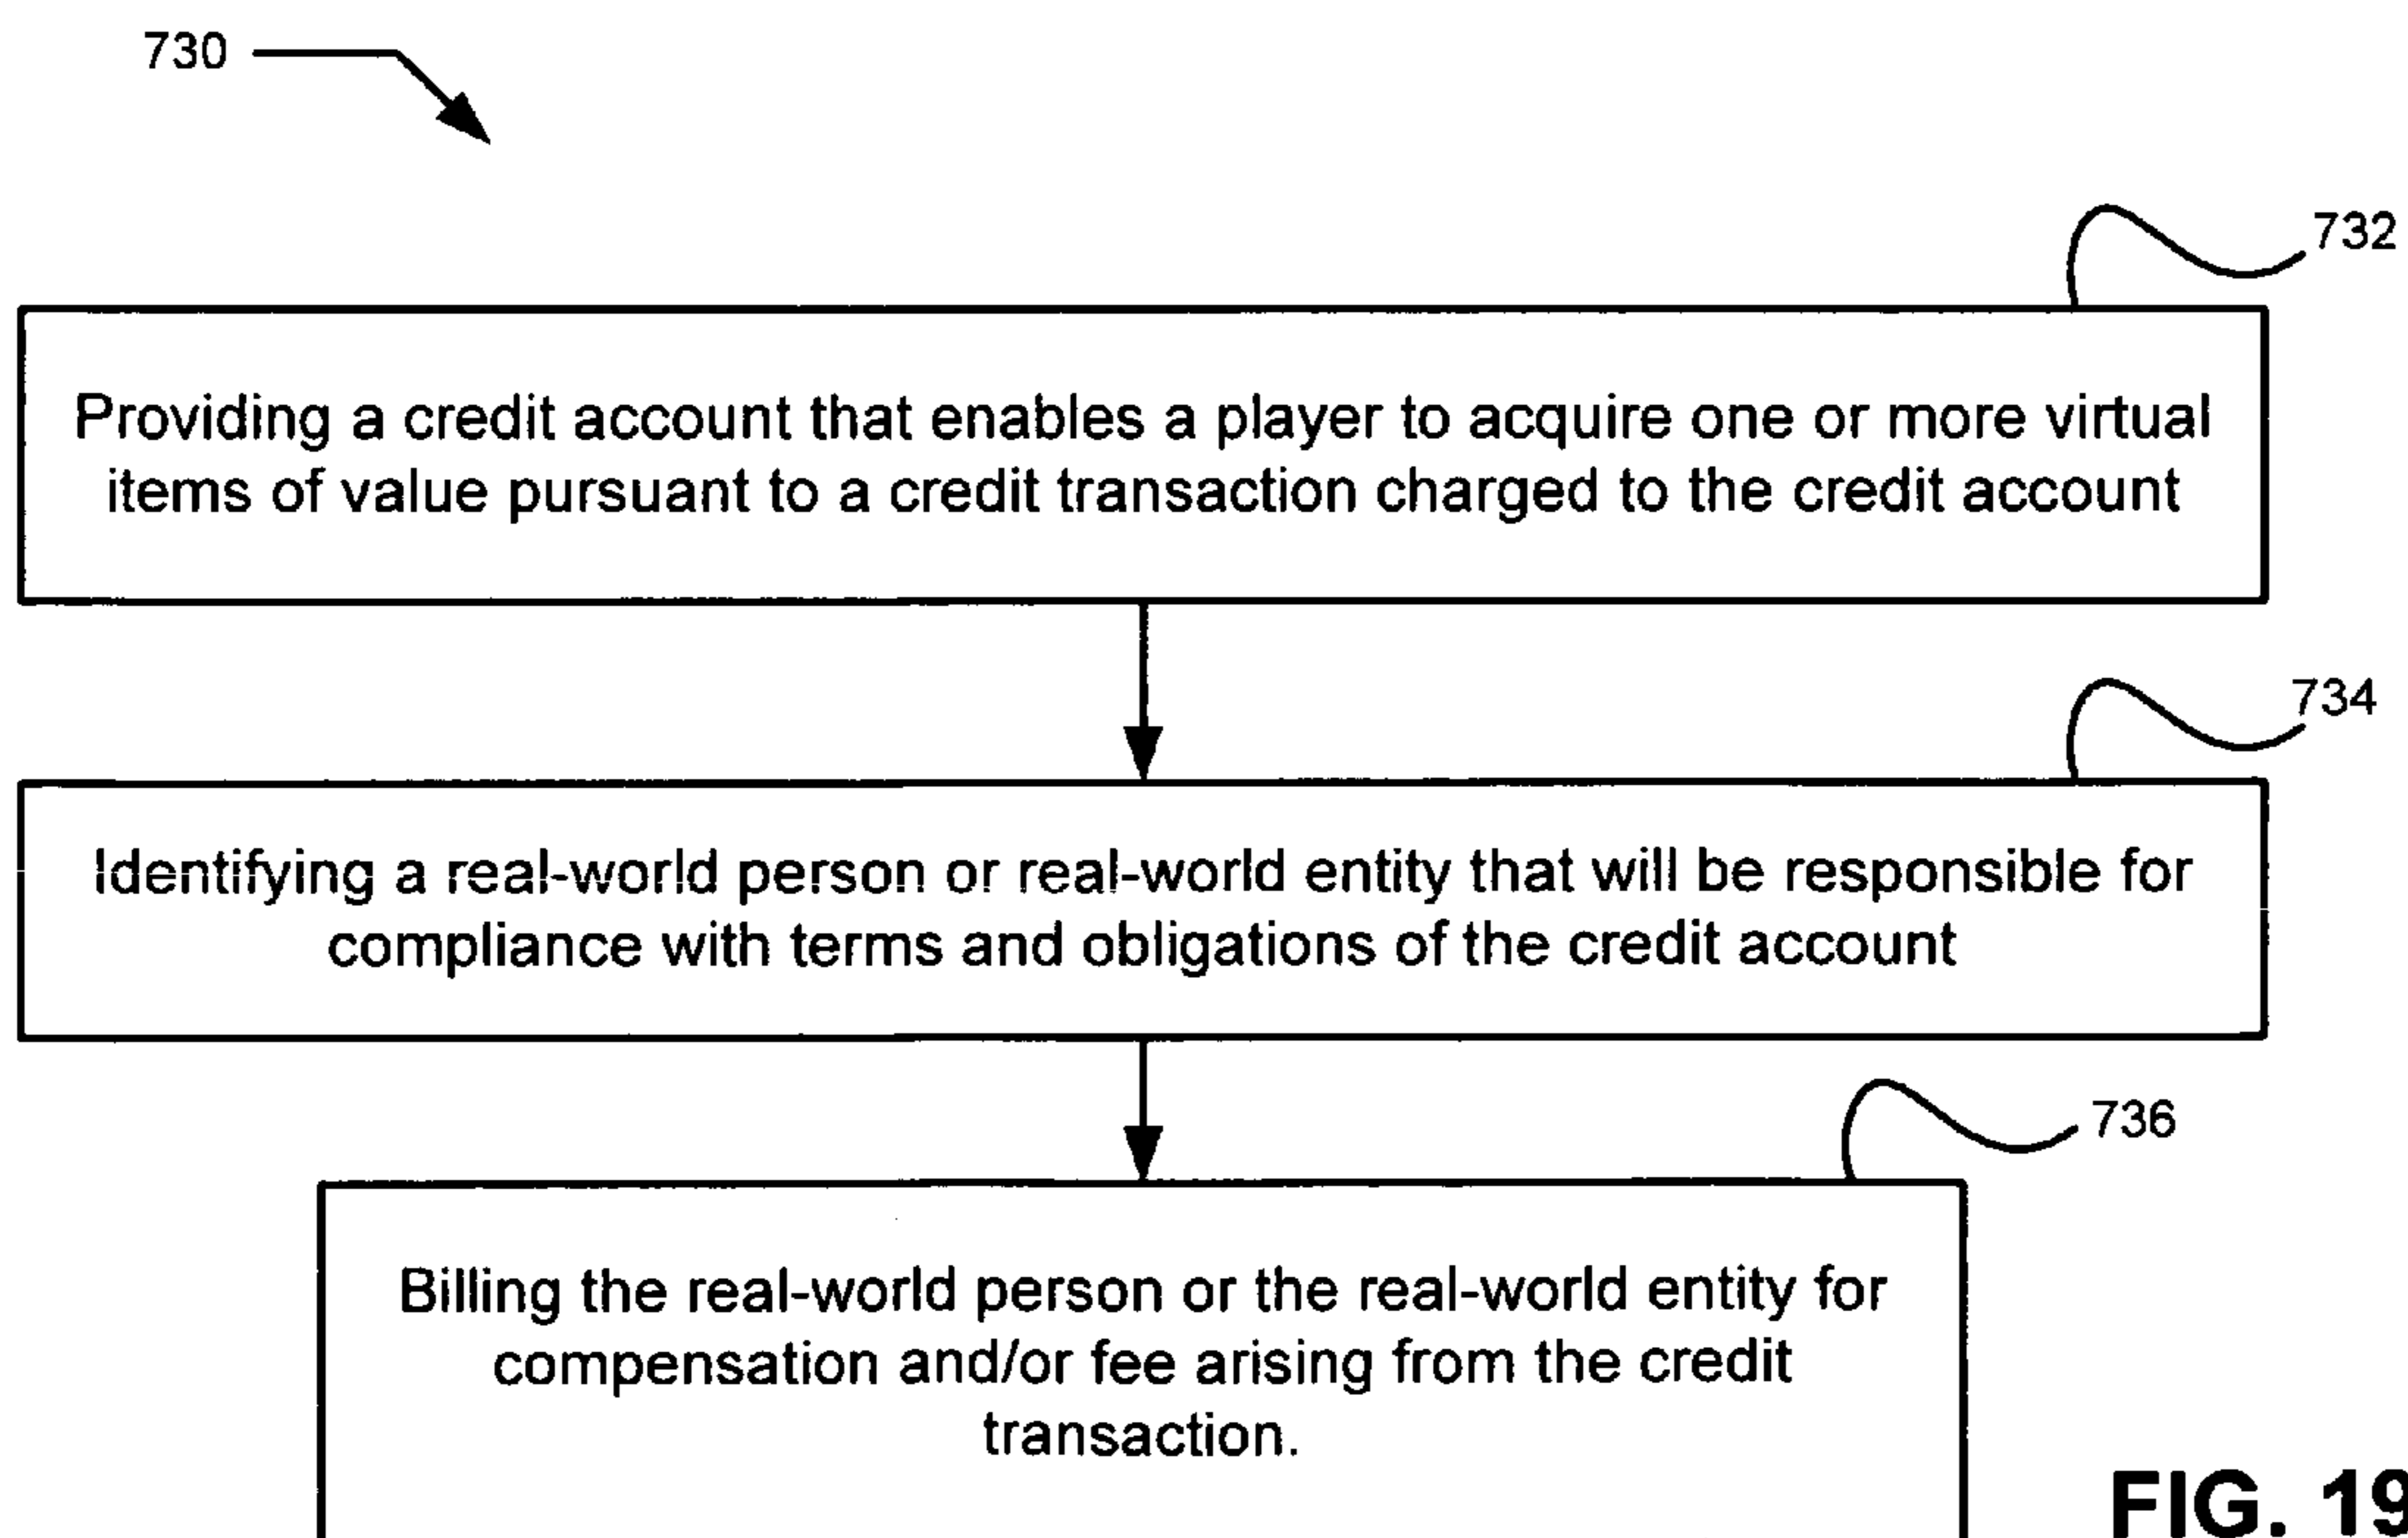 730
732
Providing a credit account that enables a player to acquire one or more virtual
items of value pursuant to a credit transaction charged to the credit account
734
Identifying a real-world person or real-world entity that will be responsible for
compliance with terms and obligations of the credit account
736
Billing the real-world person or the real-world entity for
compensation and/or fee arising from the credit
transaction.
FIG. 19